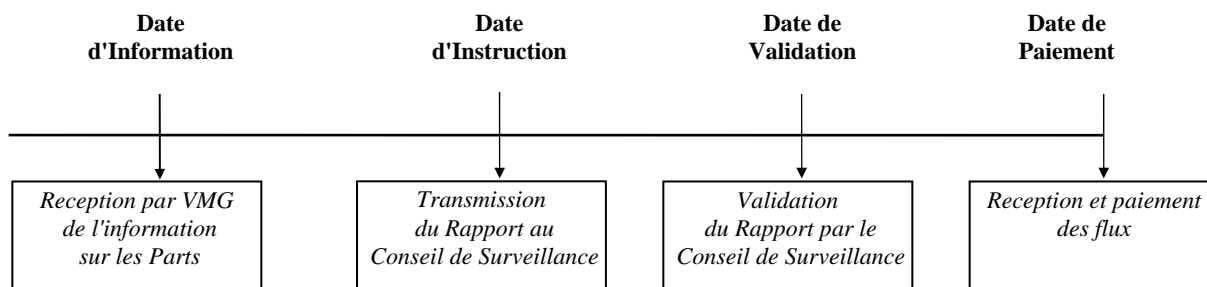 Date
d'Information
Date
d'Instruction
Date de
Validation
Date de
Paiement
Reception par VMG
de l'information
sur les Parts
Transmission
du Rapport au
Conseil de Surveillance
Validation
du Rapport par le
Conseil de Surveillance
Reception et paiement
des flux